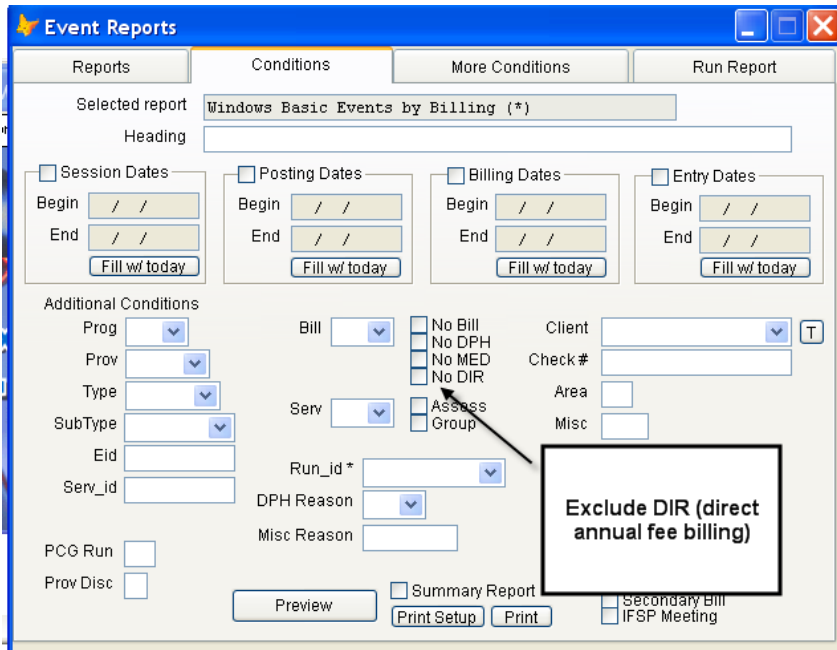 Event Reports
Reports Conditions More Conditions Run Report
Selected report Windows Basic Events by Billing (*)
Heading
Session Dates Posting Dates Billing Dates Entry Dates
Begin / / Begin / / Begin / / Begin / /
End / / End / / End / / End / /
Fill w/ today Fill w/ today Fill w/ today Fill w/ today
Additional Conditions
Prog Bill No Bill Client T
No DPH
Prov No MED Check #
No DIR
Type Area
Serv Assess
SubType Group Misc
Eid
Run_id *
Serv_id
DPH Reason
Exclude DIR (direct
annual fee billing)
Misc Reason
PCG Run
Prov Disc
Preview Summary Report Secondary Bill
Print Setup Print IFSP Meeting